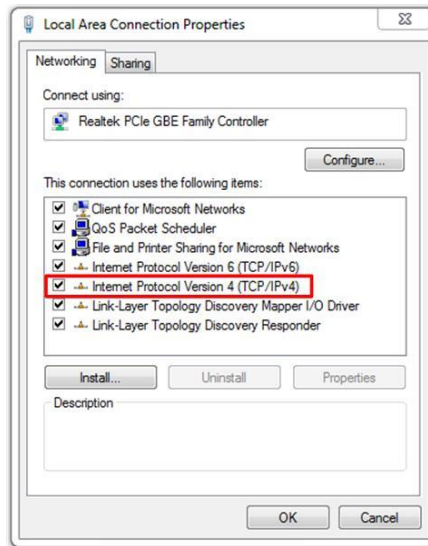 Local Area Connection Properties
Networking
Sharing
Connect using:
Realtek PCIe GBE Family Controller
Configure...
This connection uses the following items:
Client for Microsoft Networks
QoS Packet Scheduler
File and Printer Sharing for Microsoft Networks
Internet Protocol Version 6 (TCP/IPv6)
Internet Protocol Version 4 (TCP/IPv4)
Link-Layer Topology Discovery Mapper I/O Driver
Link-Layer Topology Discovery Responder
Install...
Uninstall
Properties
Description
OK
Cancel